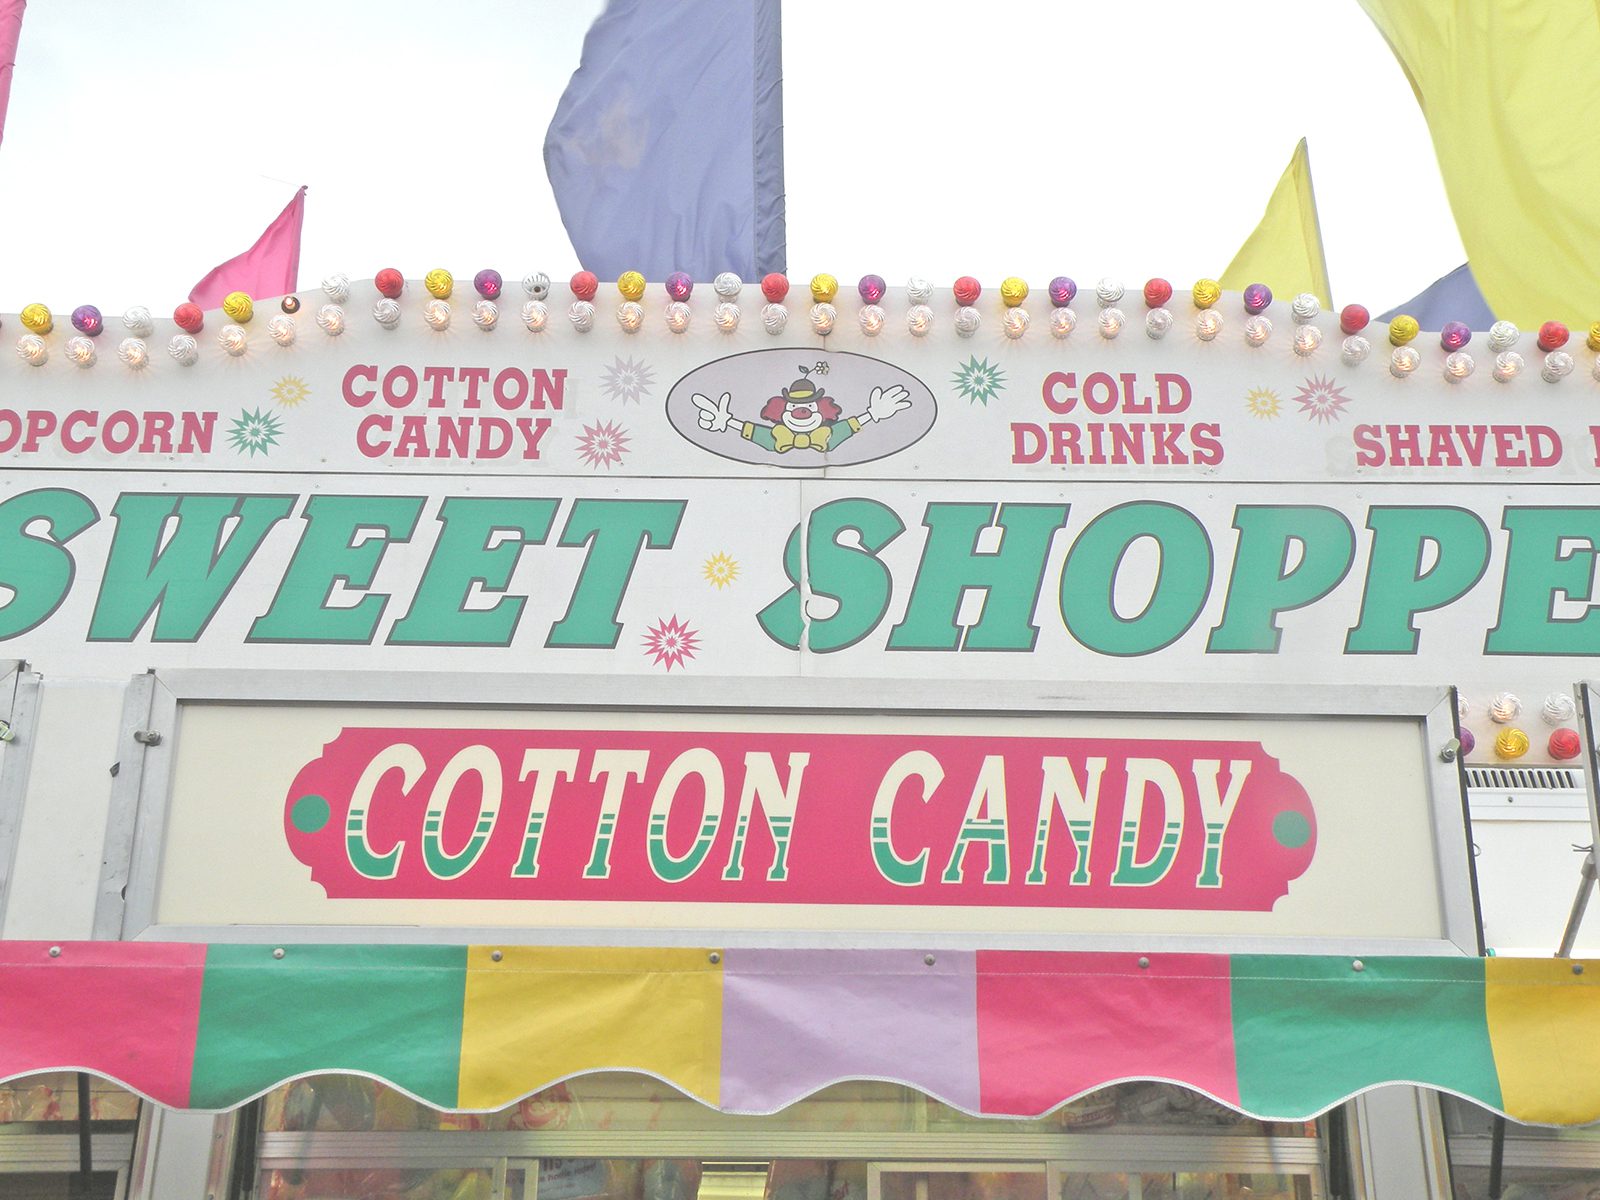 OPCORN
COTTON
CANDY
COLD
DRINKS
SHAVED
SWEET SHOPPE
COTTON CANDY